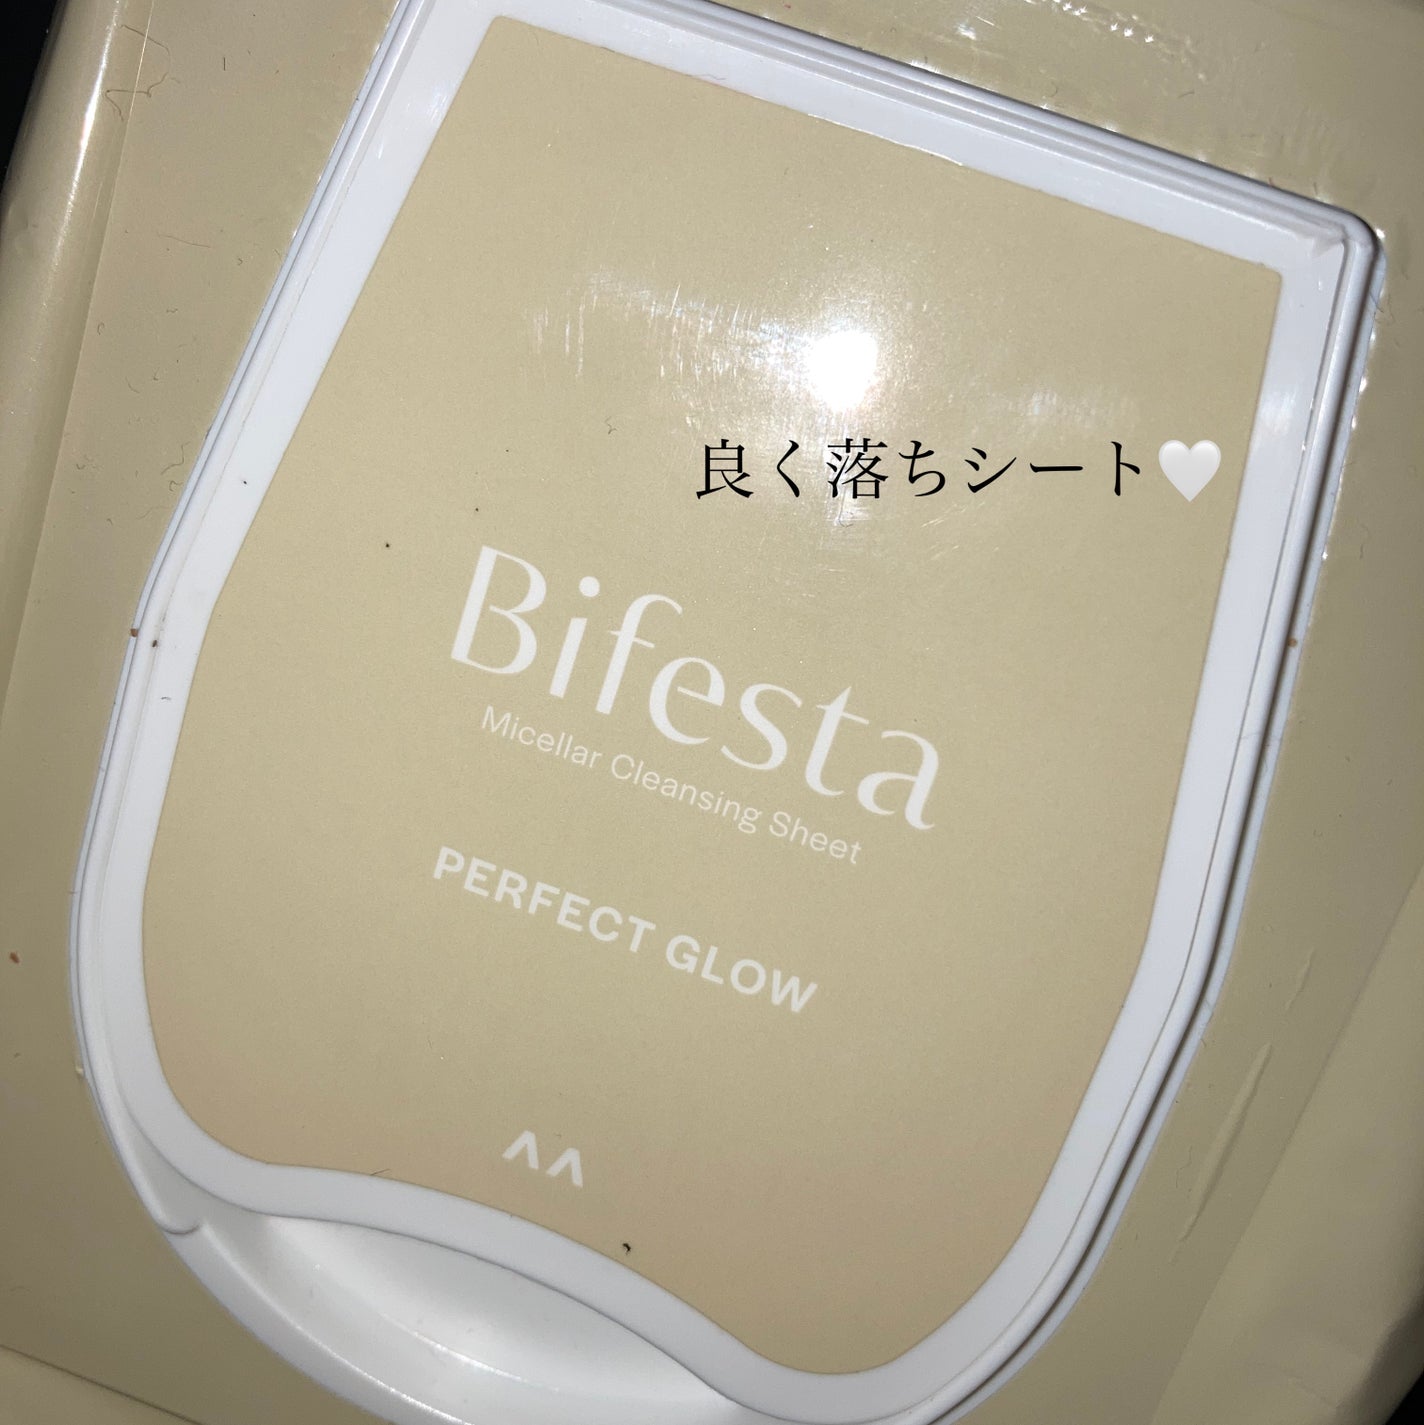 良く落ちシート🤍
Bifesta
Micellar Cleansing Sheet
PERFECT GLOW